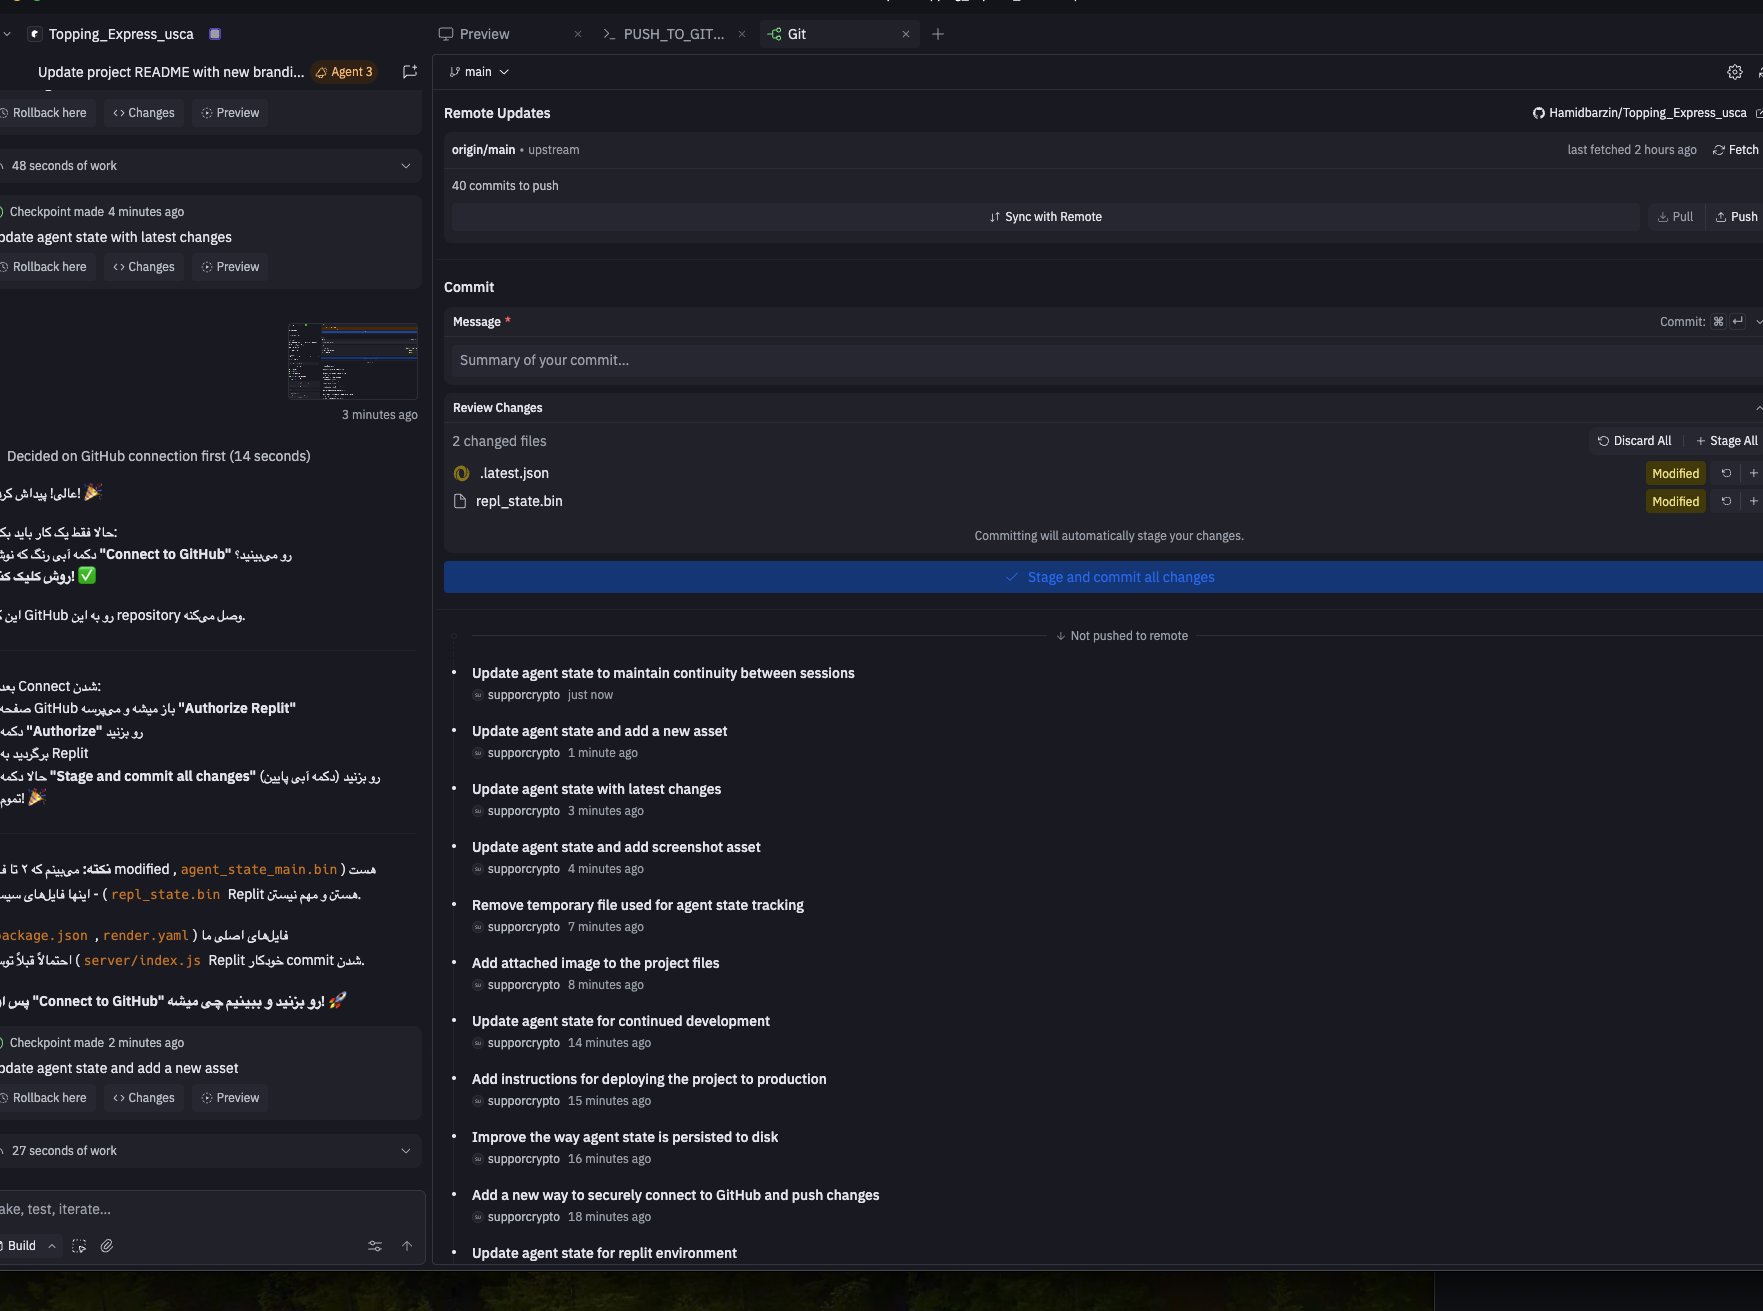 Topping_Express_usca
Update project README with new brandi...
Agent 3
Rollback here
Changes
Preview
48 seconds of work
Checkpoint made 4 minutes ago
pdate agent state with latest changes
Rollback here
Changes
Preview
3 minutes ago
Decided on GitHub connection first (14 seconds)
عالی! پیداش کرد! 🎉
حالا فقط یک کار باید بک:
دکمه آبی رنگ که نوش "Connect to GitHub" رو می‌بینید؟
روش کلیک کن! ✅
این GitHub رو به این repository وصل می‌کنه.
بعد Connect شدن:
صفحه GitHub باز میشه و می‌پرسه "Authorize Replit"
دکمه "Authorize" رو بزنید
برگردید به Replit
حالا دکمه "Stage and commit all changes" (دکمه آبی پایین) رو بزنید
تموم! 🎉
نکته: می‌بینم که ۲ تا فا modified هست (agent_state_main.bin ,
repl_state.bin ) - اینها فایل‌های سیس Replit هستن و مهم نیستن.
فایل‌های اصلی ما (render.yaml , package.json
server/index.js ) احتمالاً قبلاً توس Replit خودکار commit شدن.
پس "Connect to GitHub" رو بزنید و ببینیم چی میشه! 🚀
Checkpoint made 2 minutes ago
pdate agent state and add a new asset
Rollback here
Changes
Preview
27 seconds of work
ake, test, iterate...
Build
Preview
PUSH_TO_GIT...
Git
main
Remote Updates
Hamidbarzin/Topping_Express_usca
origin/main • upstream
last fetched 2 hours ago
Fetch
40 commits to push
Sync with Remote
Pull
Push
Commit
Message *
Commit: ⌘ ↵
Summary of your commit...
Review Changes
2 changed files
Discard All
+ Stage All
.latest.json
Modified
repl_state.bin
Modified
Committing will automatically stage your changes.
Stage and commit all changes
Not pushed to remote
Update agent state to maintain continuity between sessions
supporcrypto just now
Update agent state and add a new asset
supporcrypto 1 minute ago
Update agent state with latest changes
supporcrypto 3 minutes ago
Update agent state and add screenshot asset
supporcrypto 4 minutes ago
Remove temporary file used for agent state tracking
supporcrypto 7 minutes ago
Add attached image to the project files
supporcrypto 8 minutes ago
Update agent state for continued development
supporcrypto 14 minutes ago
Add instructions for deploying the project to production
supporcrypto 15 minutes ago
Improve the way agent state is persisted to disk
supporcrypto 16 minutes ago
Add a new way to securely connect to GitHub and push changes
supporcrypto 18 minutes ago
Update agent state for replit environment